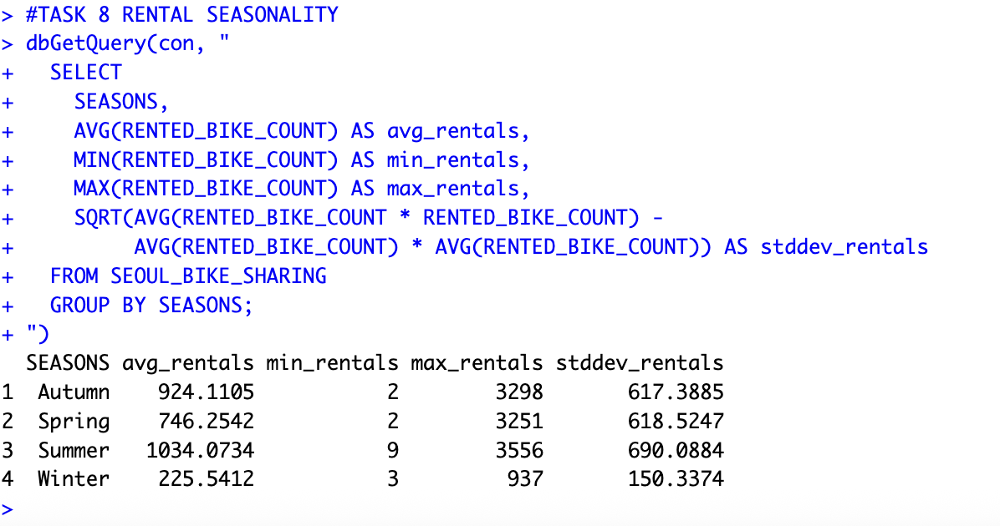 > #TASK 8 RENTAL SEASONALITY
> dbGetQuery(con, "
+   SELECT
+     SEASONS,
+     AVG(RENTED_BIKE_COUNT) AS avg_rentals,
+     MIN(RENTED_BIKE_COUNT) AS min_rentals,
+     MAX(RENTED_BIKE_COUNT) AS max_rentals,
+     SQRT(AVG(RENTED_BIKE_COUNT * RENTED_BIKE_COUNT) -
+          AVG(RENTED_BIKE_COUNT) * AVG(RENTED_BIKE_COUNT)) AS stddev_rentals
+   FROM SEOUL_BIKE_SHARING
+   GROUP BY SEASONS;
+ ")
  SEASONS avg_rentals min_rentals max_rentals stddev_rentals
1  Autumn    924.1105           2        3298       617.3885
2  Spring    746.2542           2        3251       618.5247
3  Summer   1034.0734           9        3556       690.0884
4  Winter    225.5412           3         937       150.3374
>